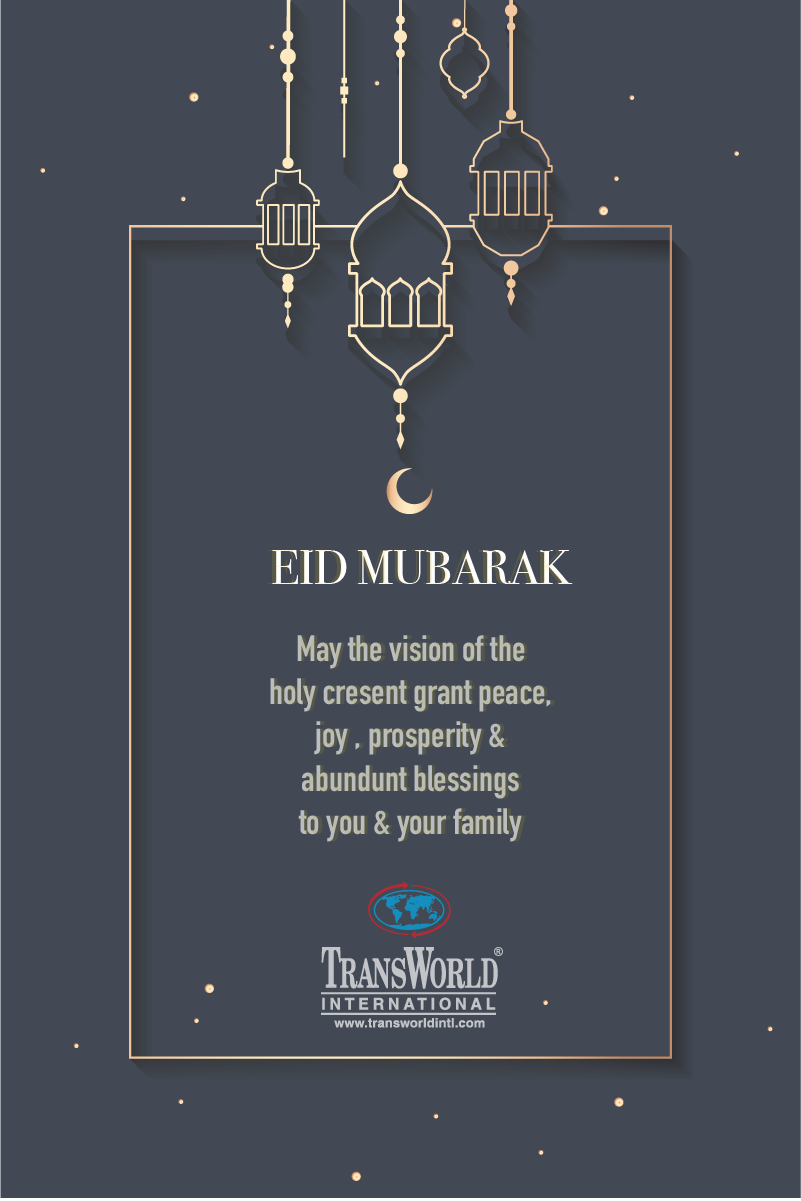 EID MUBARAK
May the vision of the
holy cresent grant peace,
joy , prosperity &
abundunt blessings
to you & your family
TRANSWORLD®
INTERNATIONAL
www.transworldintl.com